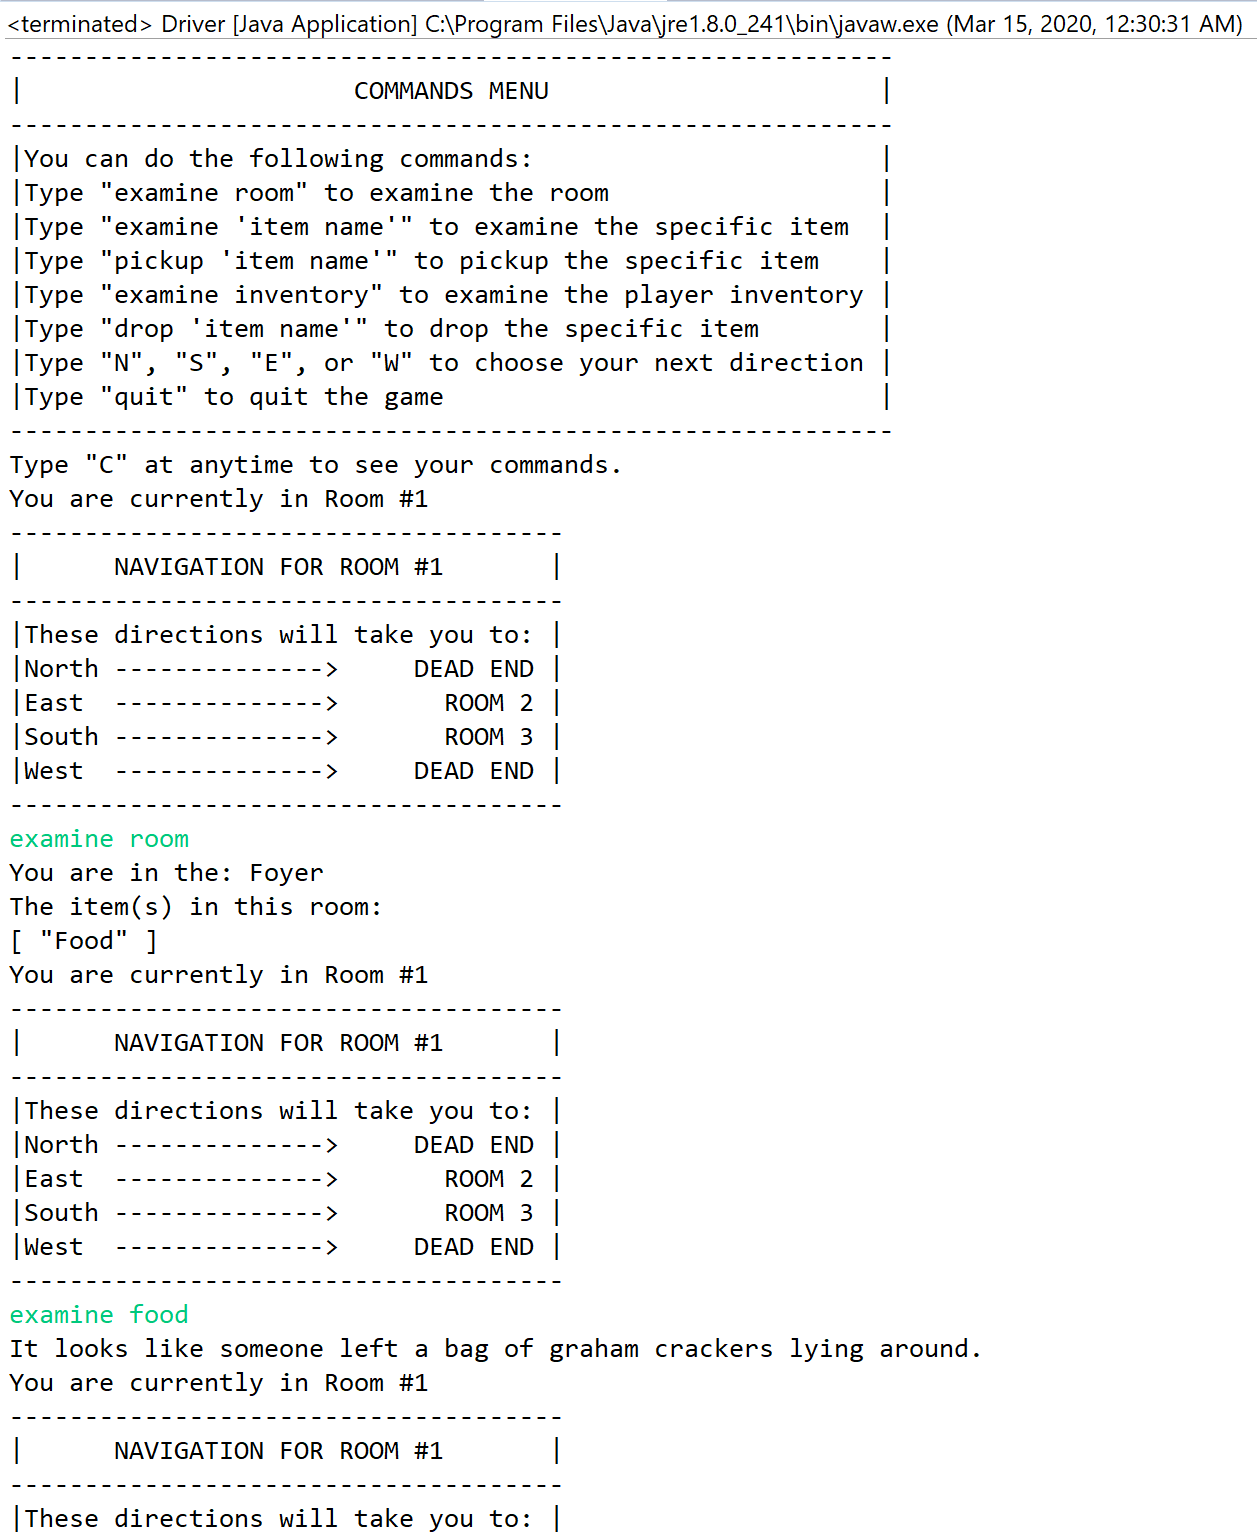 <terminated> Driver [Java Application] C:\Program Files\Java\jre1.8.0_241\bin\javaw.exe (Mar 15, 2020, 12:30:31 AM)
-----------------------------------------------------------
|                      COMMANDS MENU                      |
-----------------------------------------------------------
|You can do the following commands:                       |
|Type "examine room" to examine the room                  |
|Type "examine 'item name'" to examine the specific item  |
|Type "pickup 'item name'" to pickup the specific item    |
|Type "examine inventory" to examine the player inventory |
|Type "drop 'item name'" to drop the specific item        |
|Type "N", "S", "E", or "W" to choose your next direction |
|Type "quit" to quit the game                             |
-----------------------------------------------------------
Type "C" at anytime to see your commands.
You are currently in Room #1
-------------------------------------
|      NAVIGATION FOR ROOM #1       |
-------------------------------------
|These directions will take you to: |
|North -------------->     DEAD END |
|East  -------------->       ROOM 2 |
|South -------------->       ROOM 3 |
|West  -------------->     DEAD END |
-------------------------------------
examine room
You are in the: Foyer
The item(s) in this room:
[ "Food" ]
You are currently in Room #1
-------------------------------------
|      NAVIGATION FOR ROOM #1       |
-------------------------------------
|These directions will take you to: |
|North -------------->     DEAD END |
|East  -------------->       ROOM 2 |
|South -------------->       ROOM 3 |
|West  -------------->     DEAD END |
-------------------------------------
examine food
It looks like someone left a bag of graham crackers lying around.
You are currently in Room #1
-------------------------------------
|      NAVIGATION FOR ROOM #1       |
-------------------------------------
|These directions will take you to: |